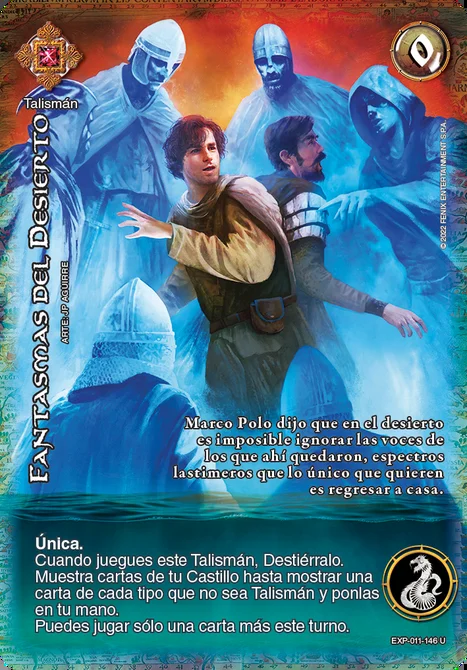 0
Talismán
FANTASMAS DEL DESIERTO
ARTE: JP AGUIRRE
© 2022 FENIX ENTERTAINMENT S.P.A.
Marco Polo dijo que en el desierto
es imposible ignorar las voces de
los que ahí quedaron, espectros
lastimeros que lo único que quieren
es regresar a casa.
Única.
Cuando juegues este Talismán, Destiérralo.
Muestra cartas de tu Castillo hasta mostrar una
carta de cada tipo que no sea Talismán y ponlas
en tu mano.
Puedes jugar sólo una carta más este turno.
EXP-011-146 U